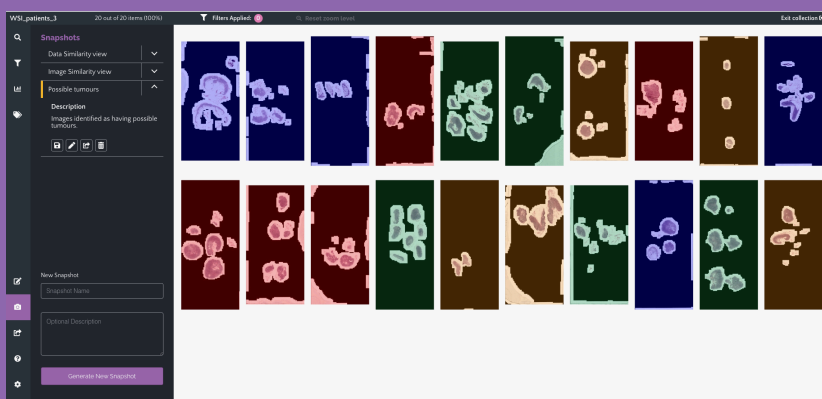 WSI_patients_3
20 out of 20 items (100%)
Filters Applied: 0
Reset zoom level
Exit collection
Snapshots
Data Similarity view
Image Similarity view
Possible tumours
Description
Images identified as having possible
tumours.
New Snapshot
Snapshot Name
Optional Description
Generate New Snapshot